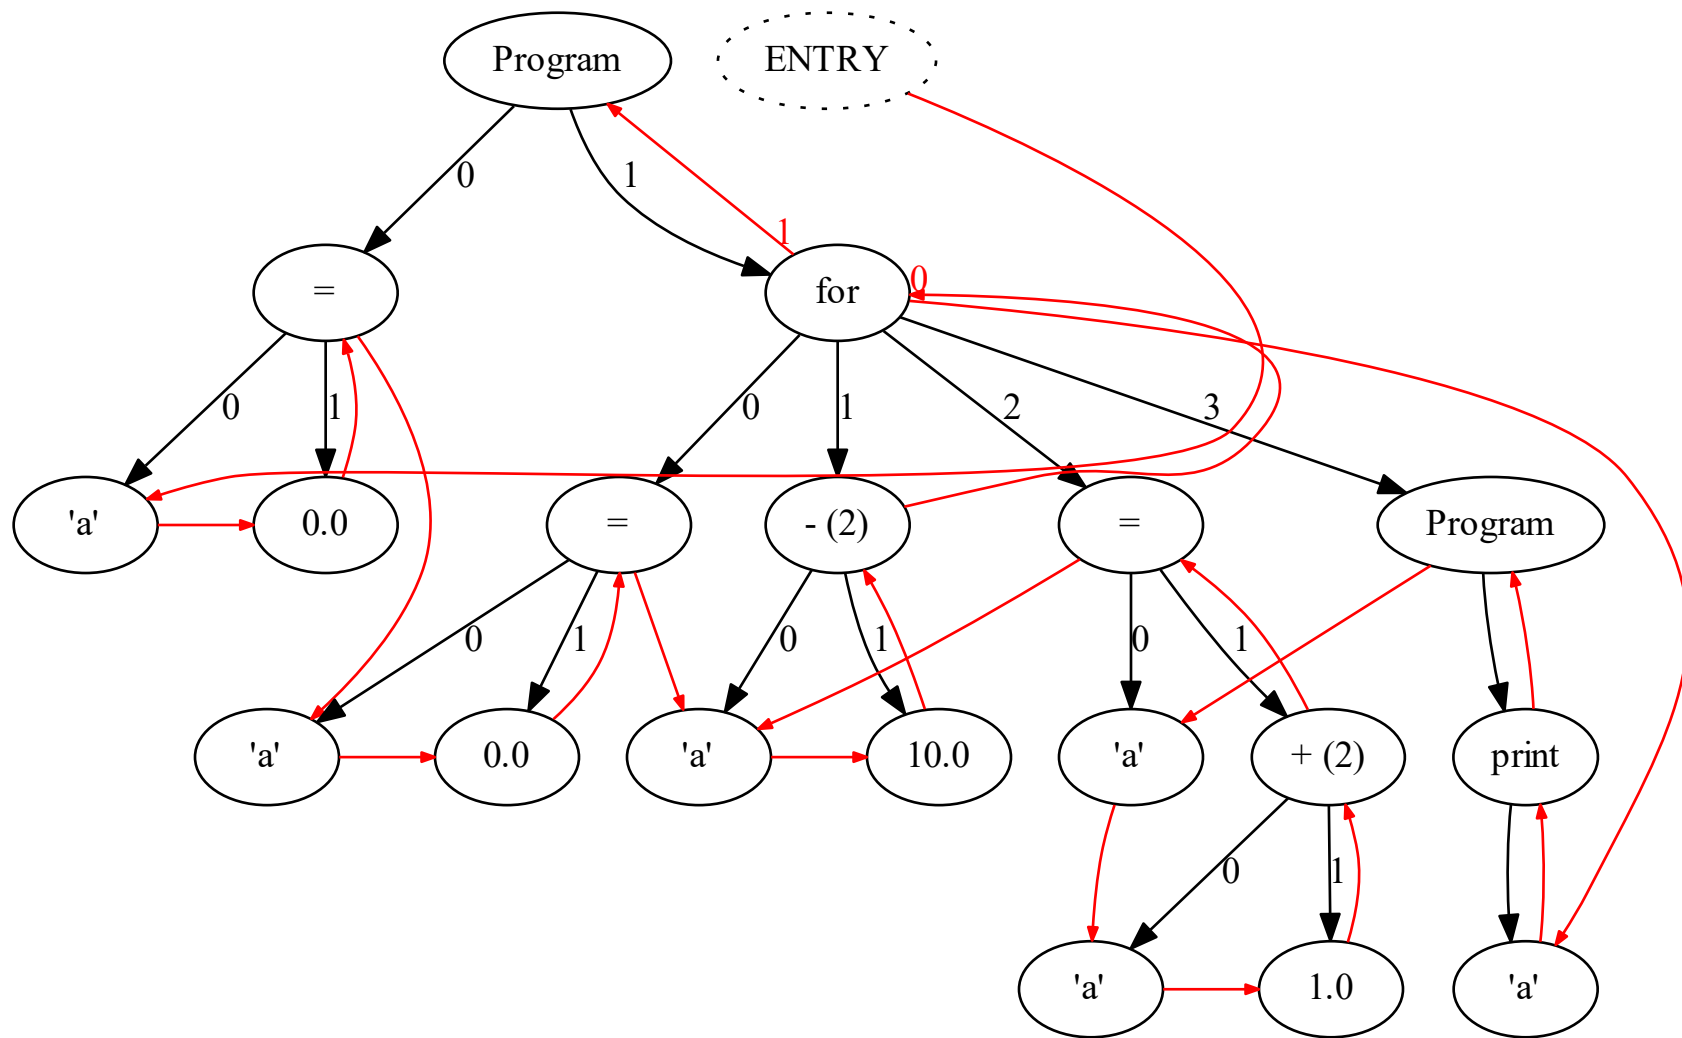 Program
ENTRY
0
1
1
=
for
0
0
1
0
1
2
3
'a'
0.0
=
- (2)
=
Program
0
1
0
1
0
1
'a'
0.0
'a'
10.0
'a'
+ (2)
print
0
1
'a'
1.0
'a'